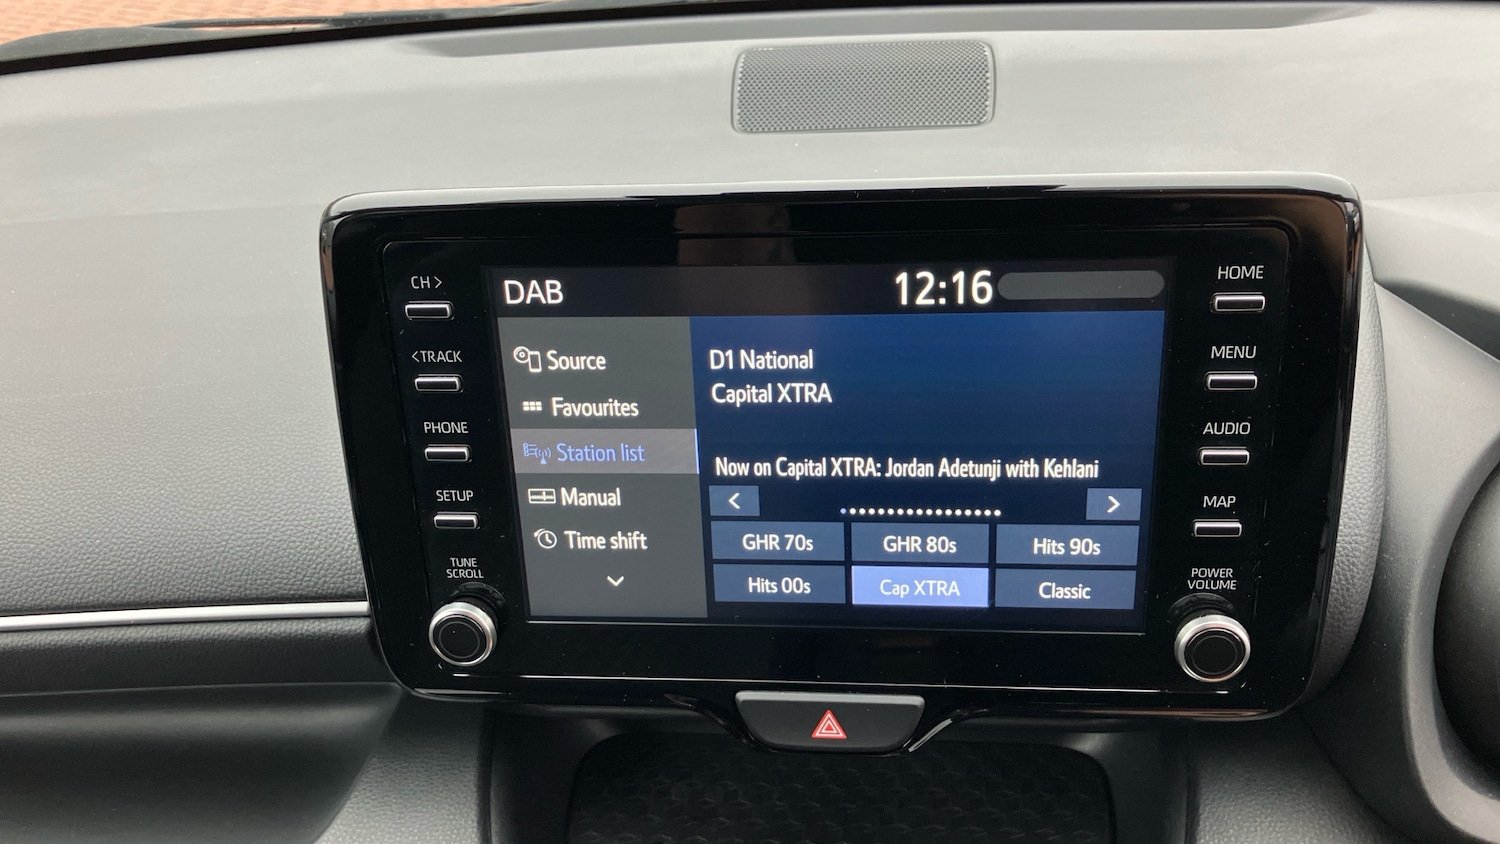 CH >
<TRACK
PHONE
SETUP
TUNE
SCROLL
DAB
12:16
Source
Favourites
Station list
Manual
Time shift
D1 National
Capital XTRA
Now on Capital XTRA: Jordan Adetunji with Kehlani
<
>
GHR 70s
GHR 80s
Hits 90s
Hits 00s
Cap XTRA
Classic
HOME
MENU
AUDIO
MAP
POWER
VOLUME